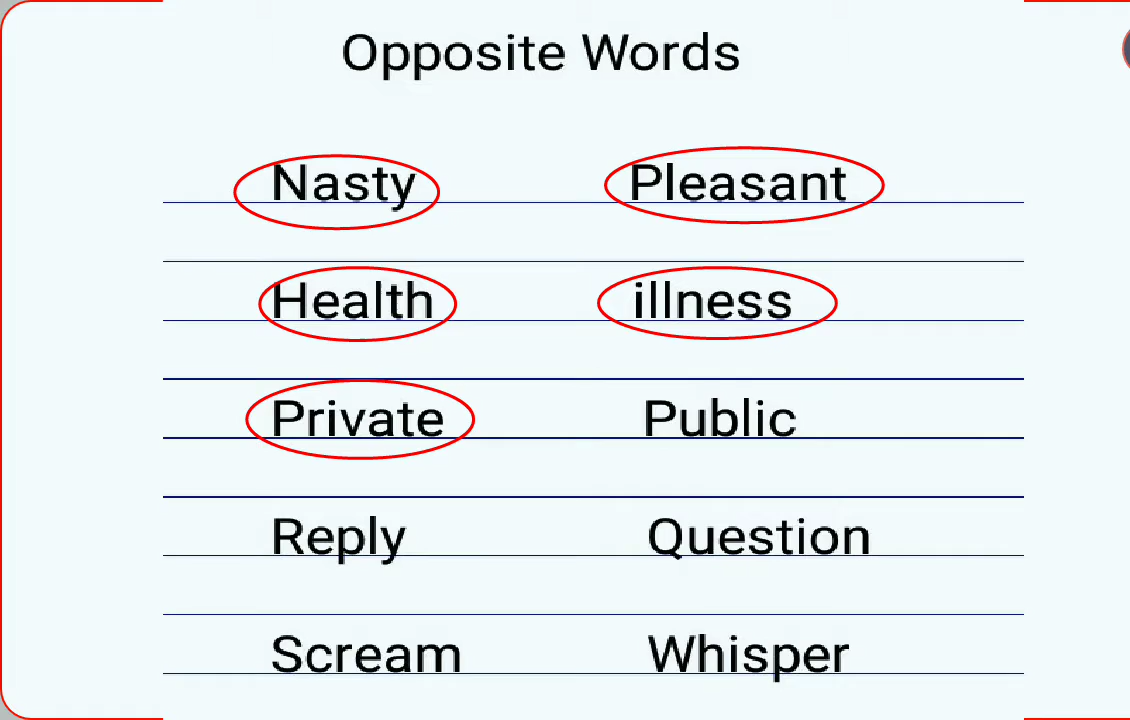 Opposite Words
Nasty Pleasant
Health illness
Private Public
Reply Question
Scream Whisper